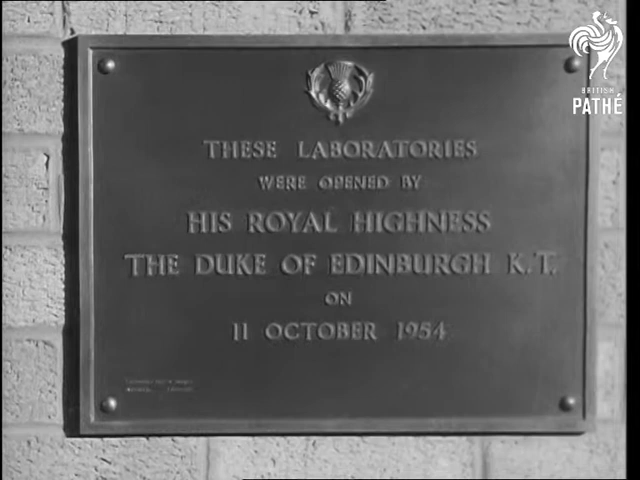 BRITISH
PATHÉ
THESE LABORATORIES
WERE OPENED BY
HIS ROYAL HIGHNESS
THE DUKE OF EDINBURGH K.T.
ON
11 OCTOBER 1954